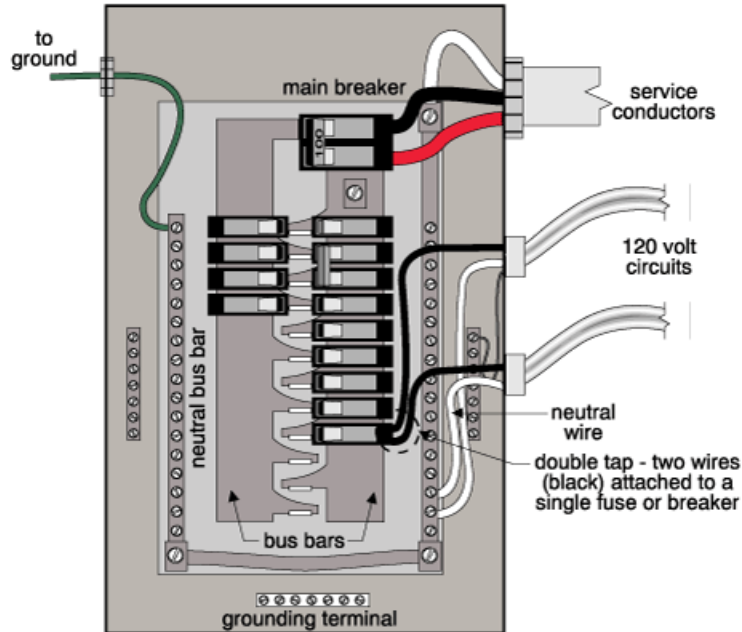 to
ground
main breaker
100
service
conductors
120 volt
circuits
neutral bus bar
neutral
wire
double tap - two wires
(black) attached to a
single fuse or breaker
bus bars
grounding terminal